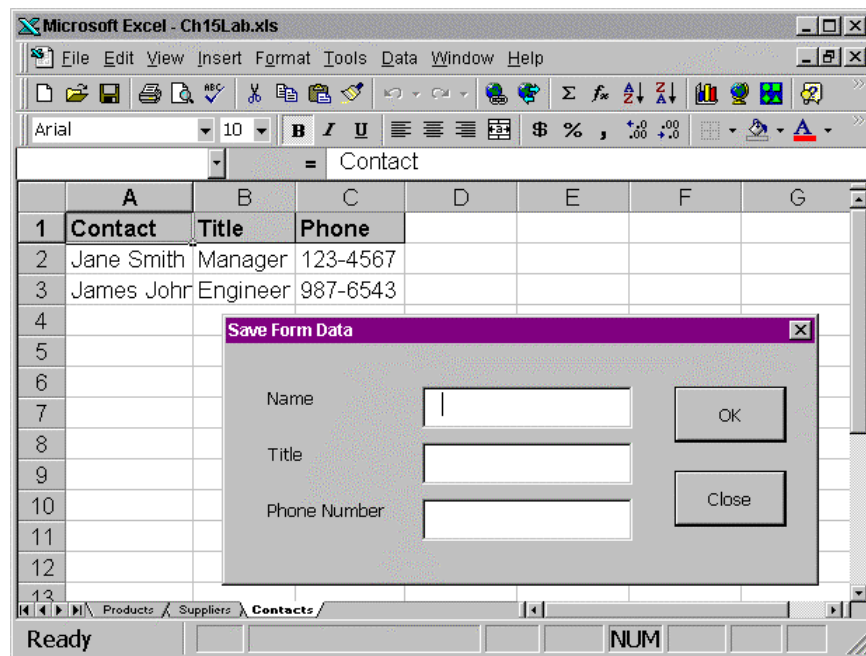 Microsoft Excel - Ch15Lab.xls
File Edit View Insert Format Tools Data Window Help
Arial 10 B I U $ % ,
= Contact
A B C D E F G
1 Contact Title Phone
2 Jane Smith Manager 123-4567
3 James John Engineer 987-6543
4
Save Form Data
5
6
Name
7
OK
8
Title
9
Close
10
Phone Number
11
12
13
Products Suppliers Contacts
Ready NUM